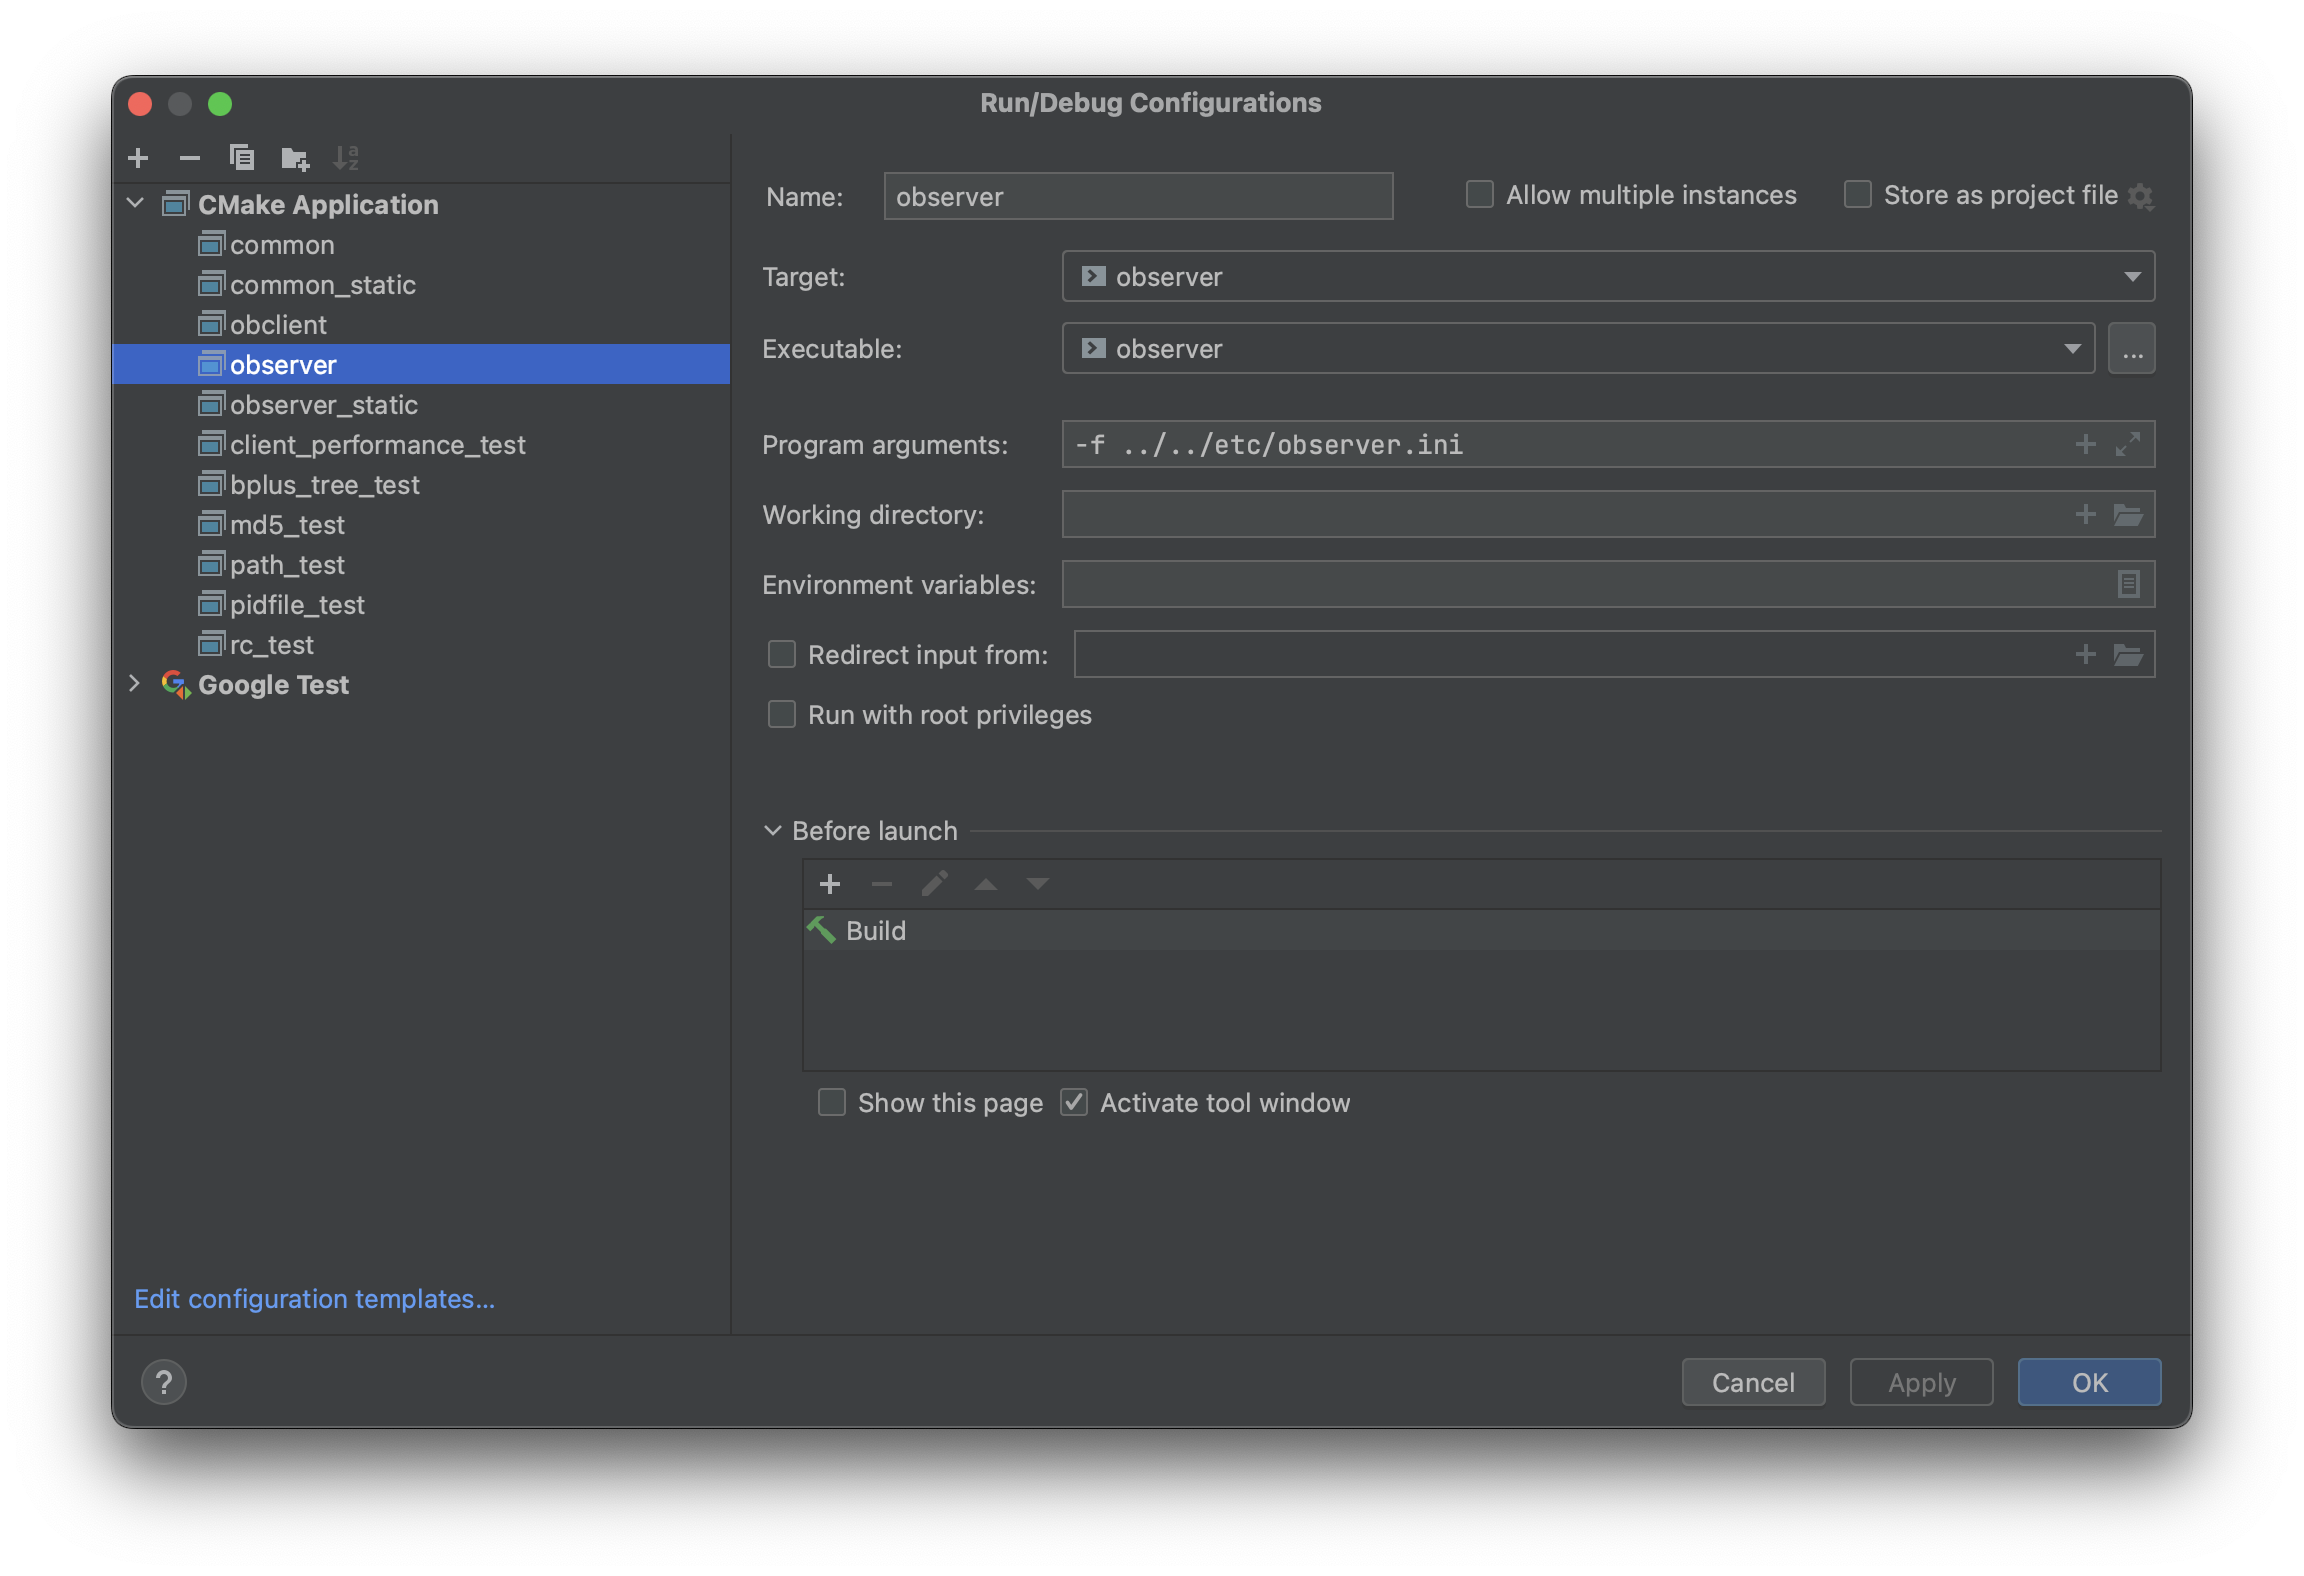 Run/Debug Configurations
CMake Application
common
common_static
obclient
observer
observer_static
client_performance_test
bplus_tree_test
md5_test
path_test
pidfile_test
rc_test
Google Test
Edit configuration templates...
Name: observer Allow multiple instances Store as project file
Target: observer
Executable: observer ...
Program arguments: -f ../../etc/observer.ini
Working directory:
Environment variables:
Redirect input from:
Run with root privileges
Before launch
Build
Show this page Activate tool window
? Cancel Apply OK